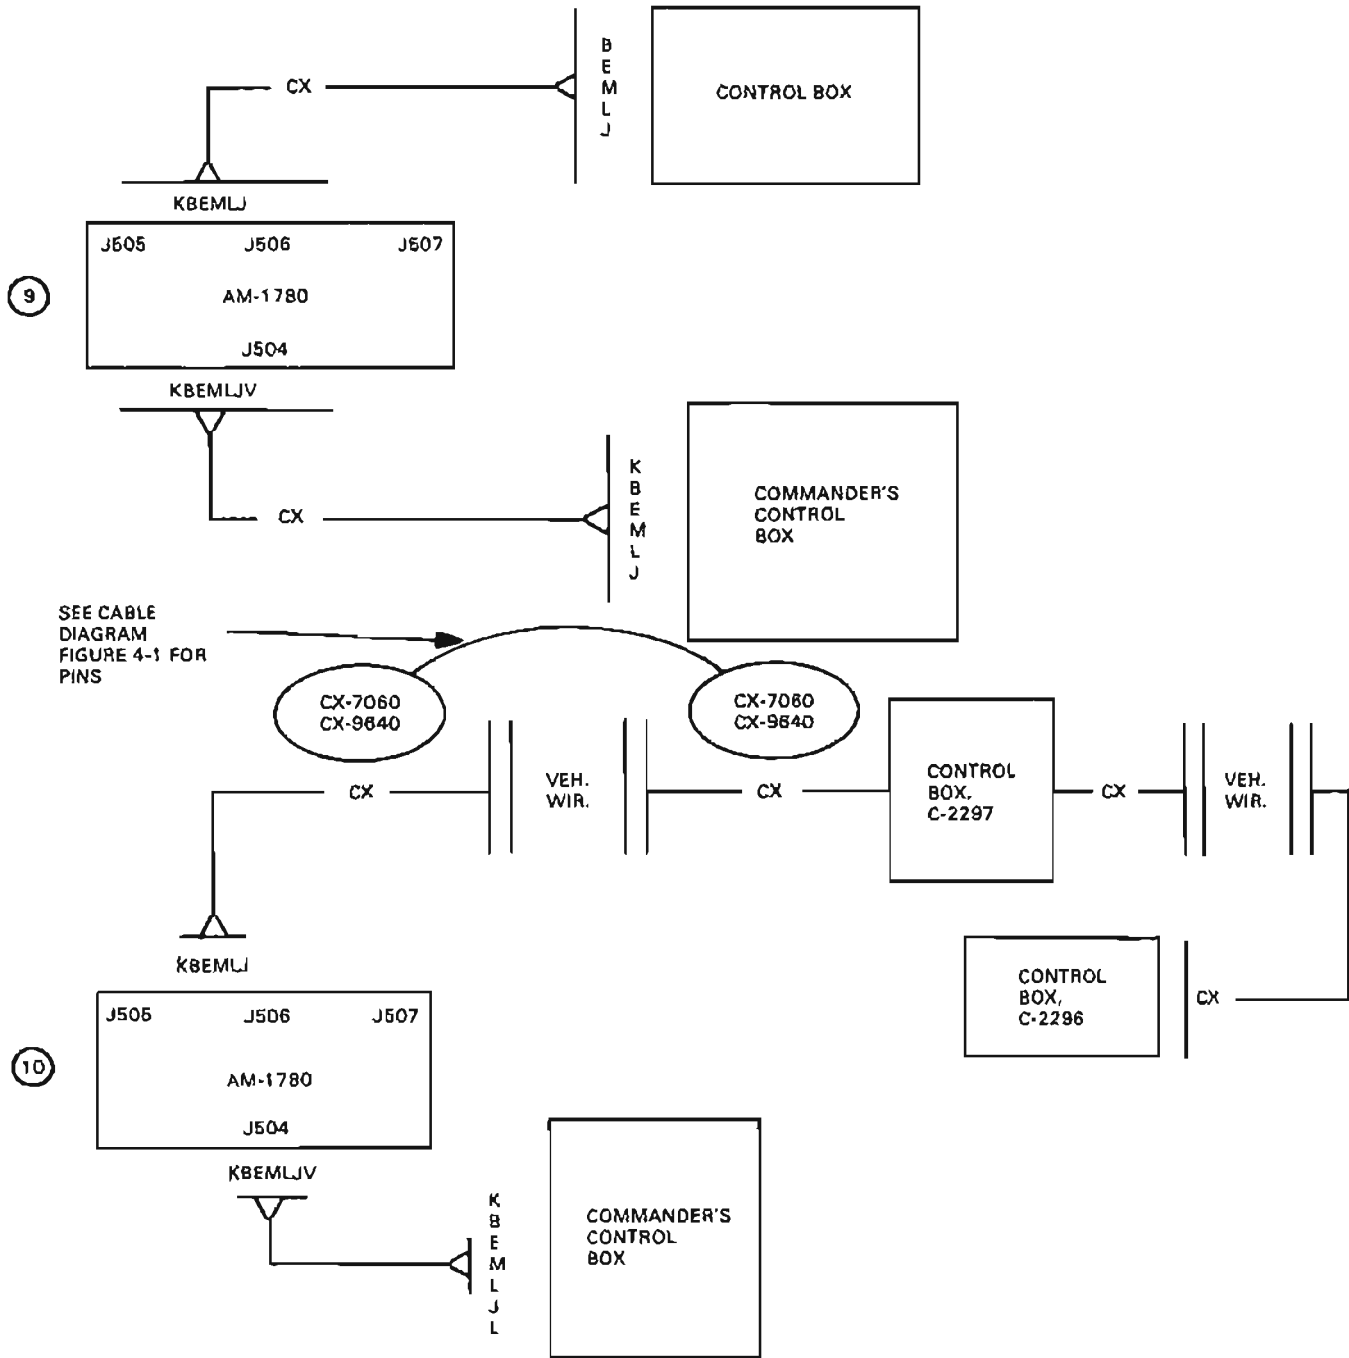 B
E
M
L
J
CONTROL BOX
CX
KBEMLJ
J505 J506 J507
9
AM-1780
J504
KBEMLJV
K
B
E
M
L
J
COMMANDER'S
CONTROL
BOX
CX
SEE CABLE
DIAGRAM
FIGURE 4-1 FOR
PINS
CX-7060
CX-9640
CX-7060
CX-9640
CX
VEH.
WIR.
CX
CONTROL
BOX,
C-2297
CX
VEH.
WIR.
KBEMLJ
CONTROL
BOX,
C-2296
CX
J505 J506 J507
10
AM-1780
J504
KBEMLJV
K
B
E
M
L
J
L
COMMANDER'S
CONTROL
BOX